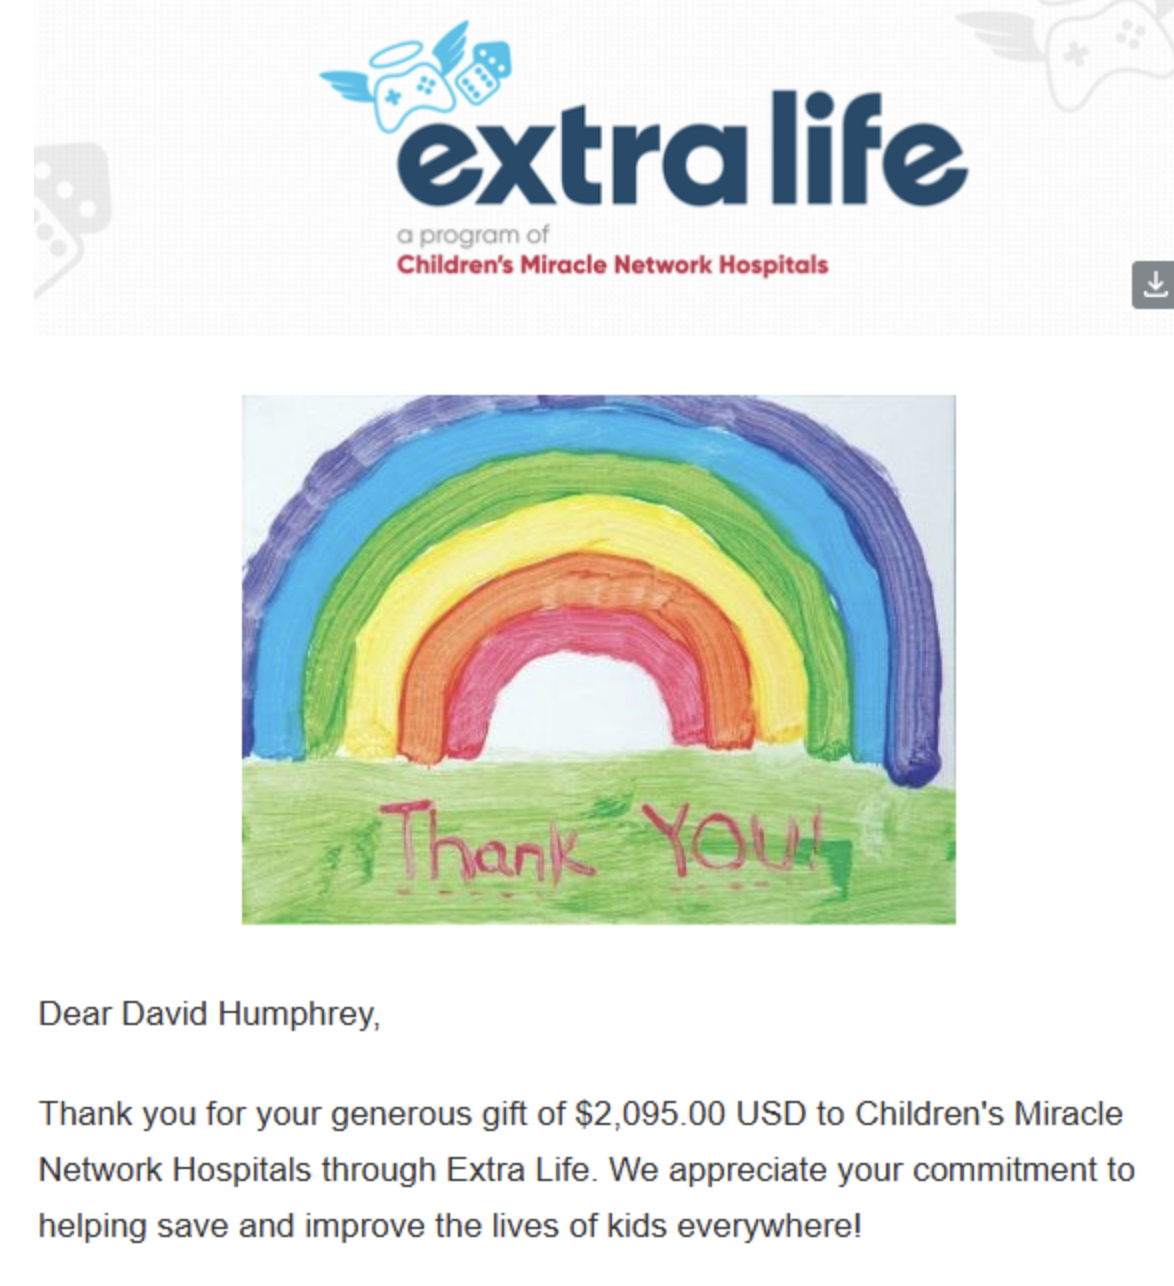 extra life
a program of
Children's Miracle Network Hospitals
Thank YOU!
Dear David Humphrey,
Thank you for your generous gift of $2,095.00 USD to Children's Miracle
Network Hospitals through Extra Life. We appreciate your commitment to
helping save and improve the lives of kids everywhere!